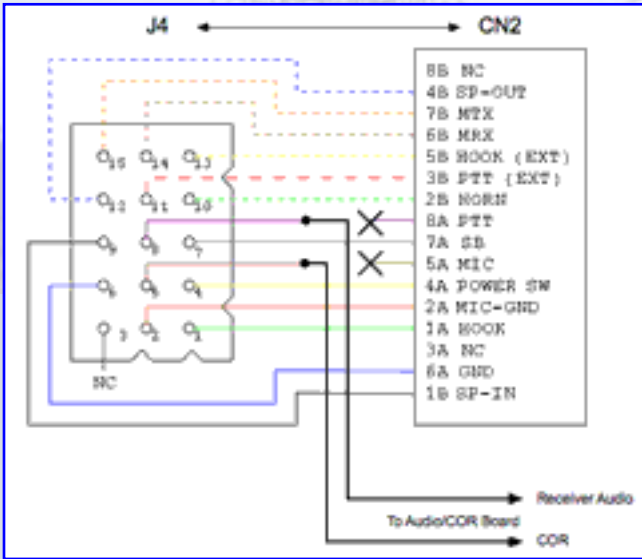 J4 CN2
8B NC
4B SP-OUT
7B MTX
6B MRX
5B HOOK (EXT)
3B PTT (EXT)
2B HORN
8A PTT
7A SB
5A MIC
4A POWER SW
2A MIC-GND
1A HOOK
3A NC
6A GND
1B SP-IN
15 14 13
12 11 10
9 8 7
6 5 4
3 2 1
NC
Receiver Audio
To Audio/COR Board
COR